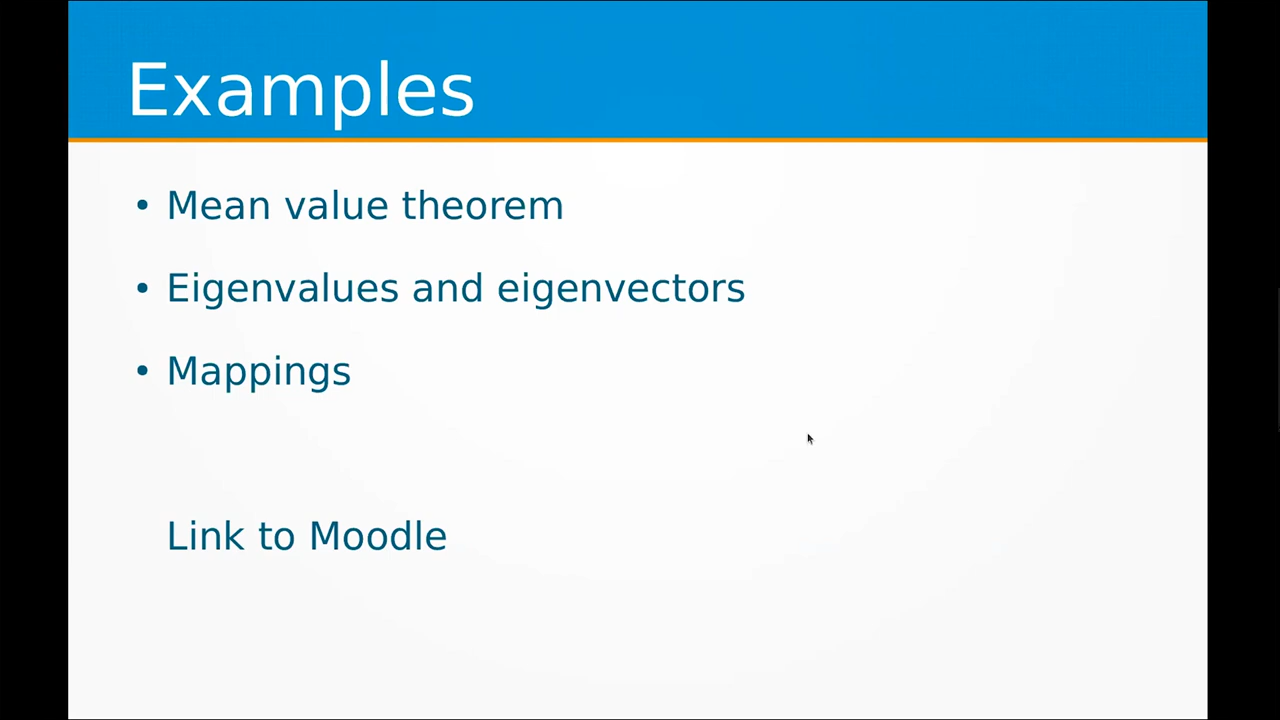 Examples
• Mean value theorem
• Eigenvalues and eigenvectors
• Mappings
Link to Moodle